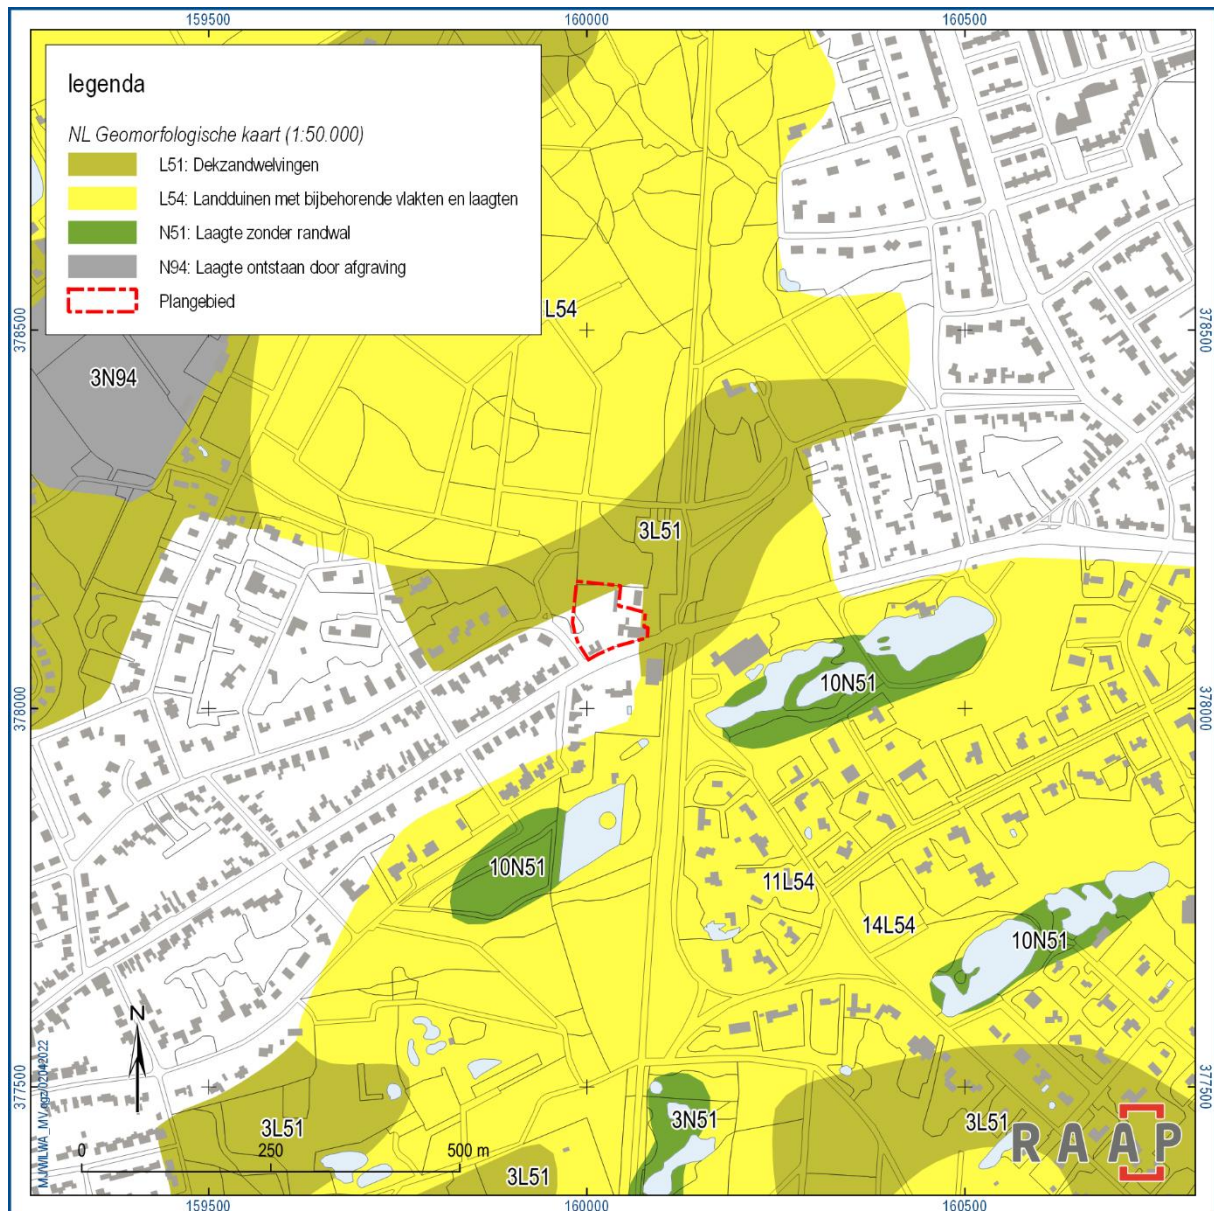 159500 160000 160500
legenda
NL Geomorfologische kaart (1:50.000)
L51: Dekzandwelvingen
L54: Landduinen met bijbehorende vlakten en laagten
N51: Laagte zonder randwal
N94: Laagte ontstaan door afgraving
Plangebied
L54
378500 378500
3N94
3L51
10N51
378000 378000
10N51
11L54
14L54
10N51
N
377500 377500
3N51
3L51
3L51
3L51
0 250 500 m
RAAP
159500 160000 160500